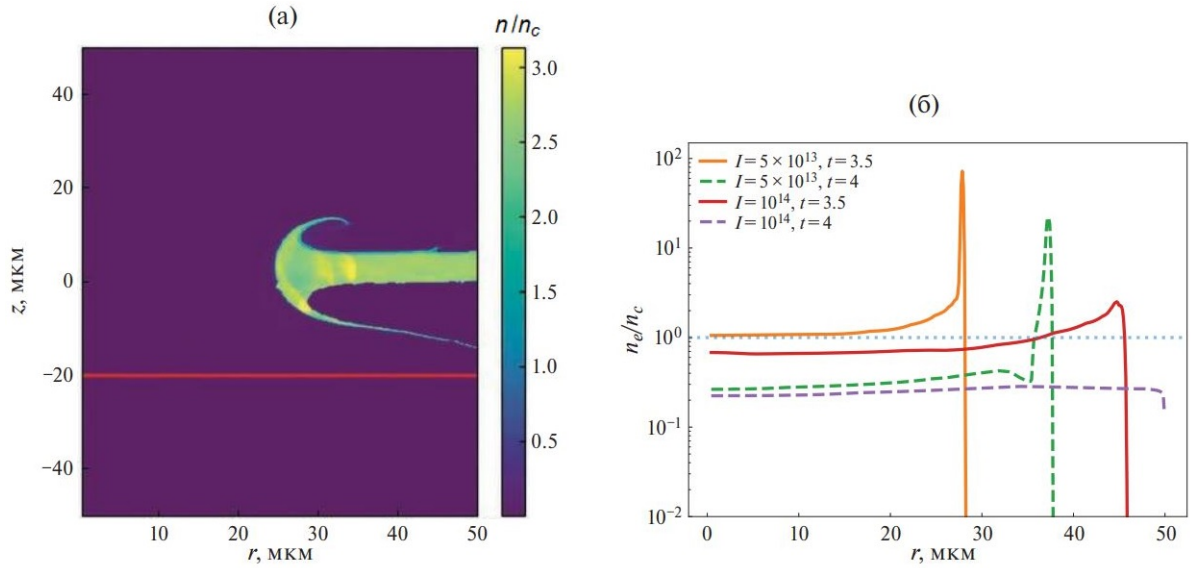 (а)
n/n_c
3.0
2.5
2.0
1.5
1.0
0.5
40
20
0
−20
−40
z, мкм
10 20 30 40 50
r, мкм
(б)
I = 5 × 10^13, t = 3.5
I = 5 × 10^13, t = 4
I = 10^14, t = 3.5
I = 10^14, t = 4
10^2
10^1
10^0
10^−1
10^−2
n_e/n_c
0 10 20 30 40 50
r, мкм